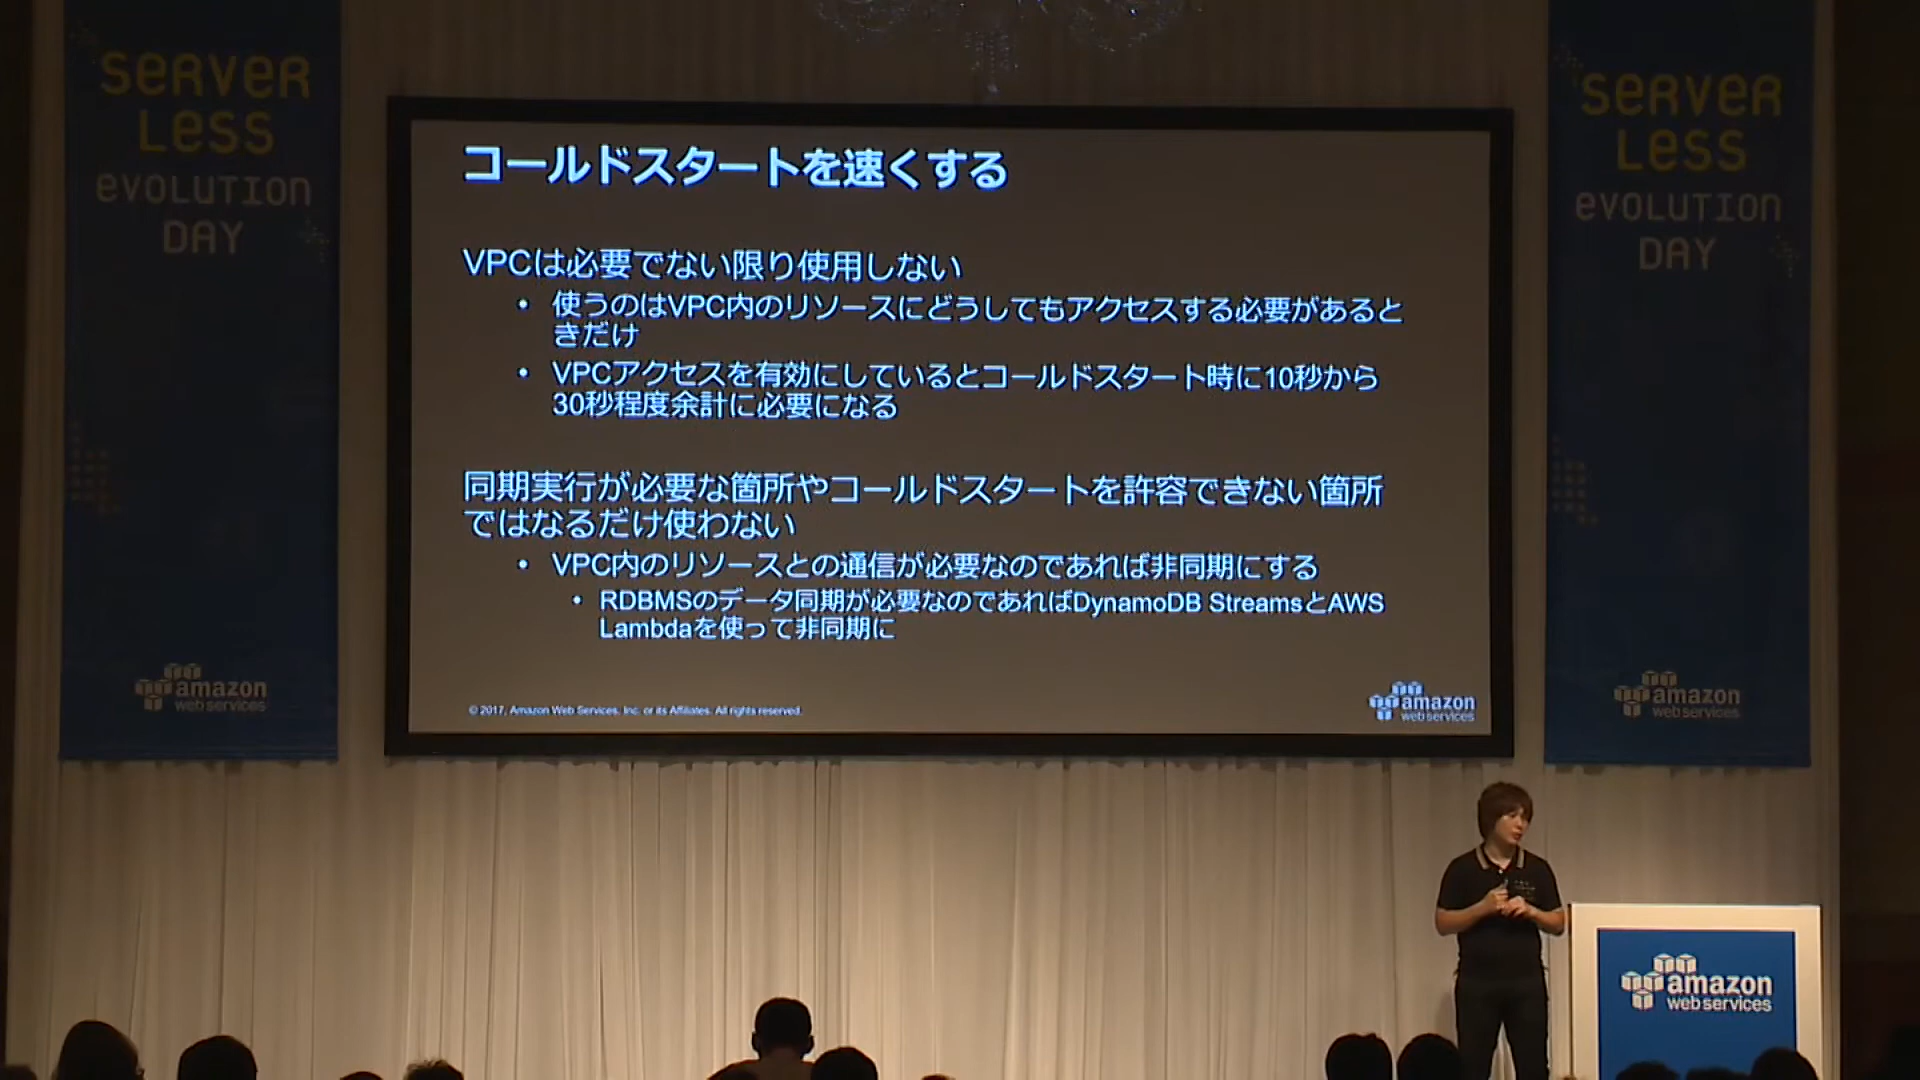 SERVER
LESS
EVOLUTION
DAY
amazon
web services
コールドスタートを速くする
VPCは必要でない限り使用しない
• 使うのはVPC内のリソースにどうしてもアクセスする必要があると
きだけ
• VPCアクセスを有効にしているとコールドスタート時に10秒から
30秒程度余計に必要になる
同期実行が必要な箇所やコールドスタートを許容できない箇所
ではなるだけ使わない
• VPC内のリソースとの通信が必要なのであれば非同期にする
• RDBMSのデータ同期が必要なのであればDynamoDB StreamsとAWS
Lambdaを使って非同期に
© 2017, Amazon Web Services, Inc. or its Affiliates. All rights reserved.
amazon
web services
SERVER
LESS
EVOLUTION
DAY
amazon
web services
amazon
web services